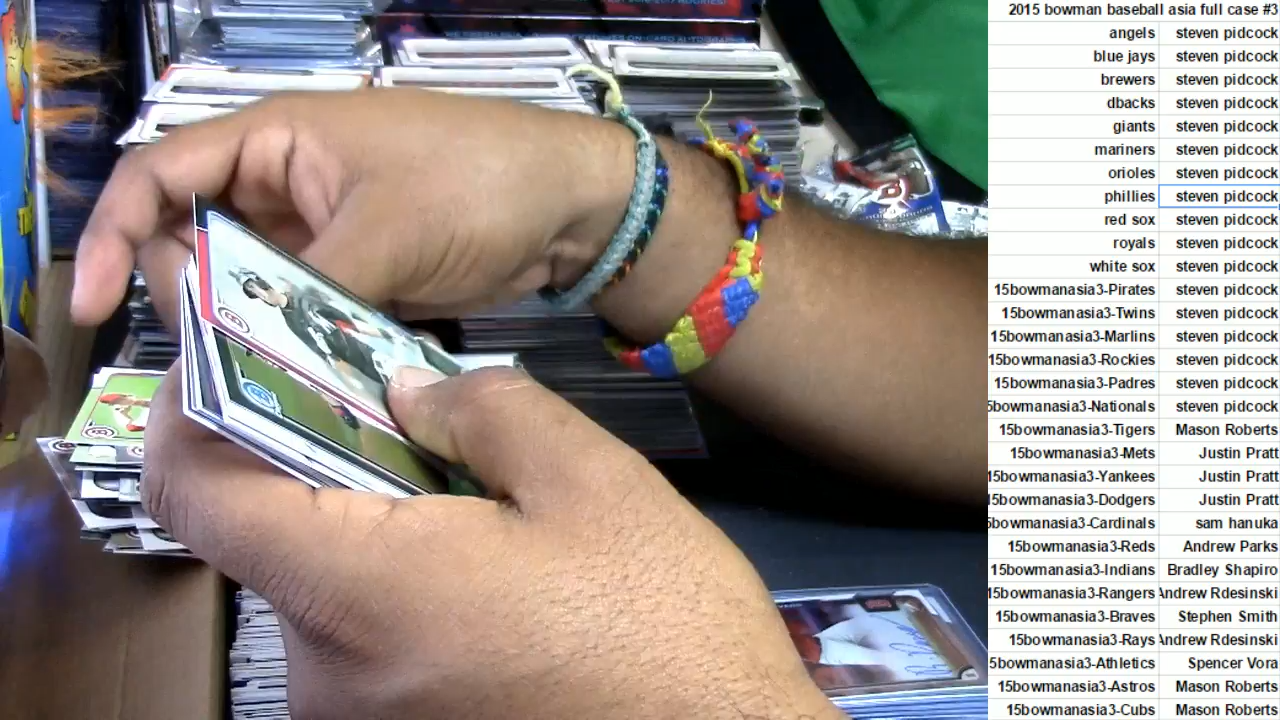 2015 bowman baseball asia full case #3
angels steven pidcock
blue jays steven pidcock
brewers steven pidcock
dbacks steven pidcock
giants steven pidcock
mariners steven pidcock
orioles steven pidcock
phillies steven pidcock
red sox steven pidcock
royals steven pidcock
white sox steven pidcock
15bowmanasia3-Pirates steven pidcock
15bowmanasia3-Twins steven pidcock
15bowmanasia3-Marlins steven pidcock
15bowmanasia3-Rockies steven pidcock
15bowmanasia3-Padres steven pidcock
5bowmanasia3-Nationals steven pidcock
15bowmanasia3-Tigers Mason Roberts
15bowmanasia3-Mets Justin Pratt
15bowmanasia3-Yankees Justin Pratt
15bowmanasia3-Dodgers Justin Pratt
5bowmanasia3-Cardinals sam hanuka
15bowmanasia3-Reds Andrew Parks
15bowmanasia3-Indians Bradley Shapiro
15bowmanasia3-Rangers Andrew Rdesinski
15bowmanasia3-Braves Stephen Smith
15bowmanasia3-Rays Andrew Rdesinski
5bowmanasia3-Athletics Spencer Vora
15bowmanasia3-Astros Mason Roberts
15bowmanasia3-Cubs Mason Roberts